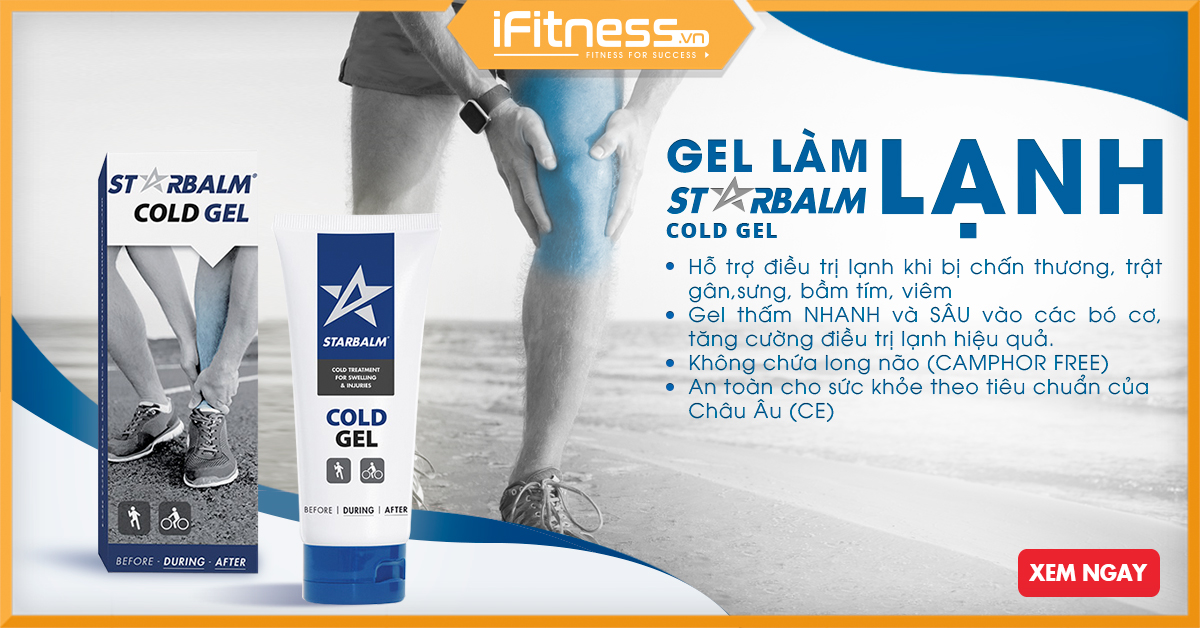 iFitness.vn
FITNESS FOR SUCCESS
STARBALM®
COLD GEL
BEFORE · DURING · AFTER
STARBALM®
COLD TREATMENT
FOR SWELLING
& INJURIES
COLD
GEL
BEFORE | DURING | AFTER
GEL LÀM LẠNH
STARBALM
COLD GEL
• Hỗ trợ điều trị lạnh khi bị chấn thương, trật
gân,sưng, bầm tím, viêm
• Gel thấm NHANH và SÂU vào các bó cơ,
tăng cường điều trị lạnh hiệu quả.
• Không chứa long não (CAMPHOR FREE)
• An toàn cho sức khỏe theo tiêu chuẩn của
Châu Âu (CE)
XEM NGAY